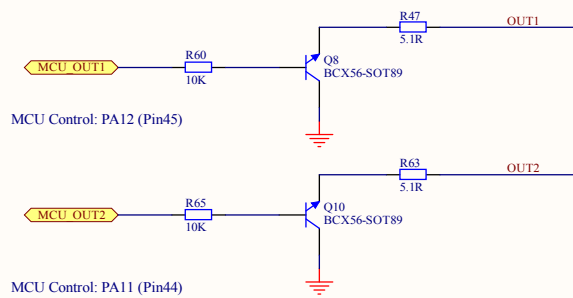 R47
OUT1
5.1R
R60
MCU_OUT1
10K
Q8
BCX56-SOT89
MCU Control: PA12 (Pin45)
R63
OUT2
5.1R
R65
MCU_OUT2
10K
Q10
BCX56-SOT89
MCU Control: PA11 (Pin44)